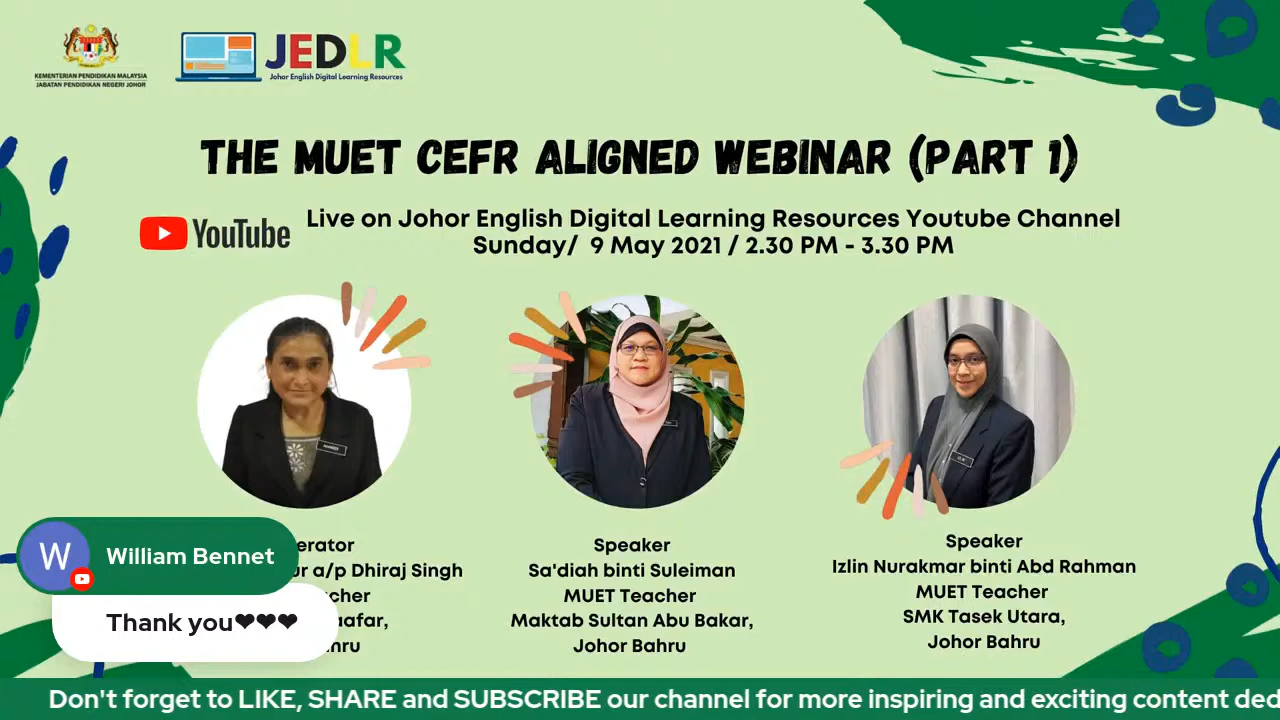 KEMENTERIAN PENDIDIKAN MALAYSIA
JABATAN PENDIDIKAN NEGERI JOHOR
JEDLR
Johor English Digital Learning Resources
THE MUET CEFR ALIGNED WEBINAR (PART 1)
YouTube
Live on Johor English Digital Learning Resources Youtube Channel
Sunday/ 9 May 2021 / 2.30 PM - 3.30 PM
erator
ur a/p Dhiraj Singh
cher
aafar,
hru
Speaker
Sa'diah binti Suleiman
MUET Teacher
Maktab Sultan Abu Bakar,
Johor Bahru
Speaker
Izlin Nurakmar binti Abd Rahman
MUET Teacher
SMK Tasek Utara,
Johor Bahru
W
William Bennet
Thank you❤❤❤
Don't forget to LIKE, SHARE and SUBSCRIBE our channel for more inspiring and exciting content ded